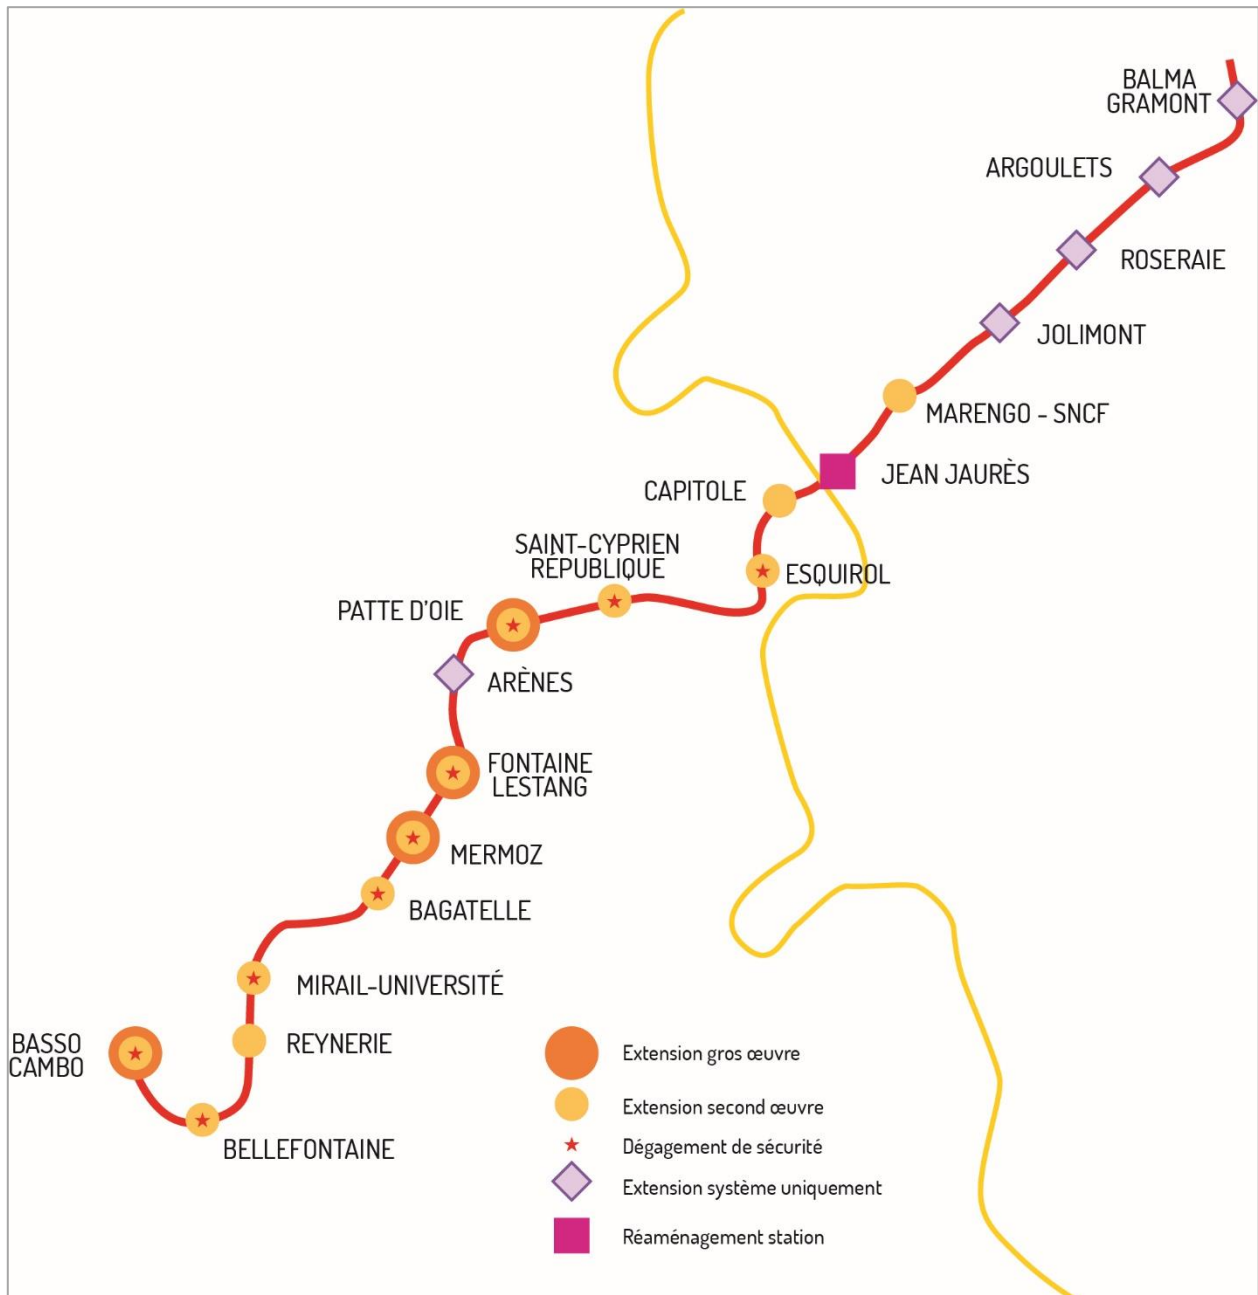 BALMA
GRAMONT
ARGOULETS
ROSERAIE
JOLIMONT
MARENGO - SNCF
JEAN JAURÈS
CAPITOLE
SAINT-CYPRIEN
RÉPUBLIQUE
ESQUIROL
PATTE D'OIE
ARÈNES
FONTAINE
LESTANG
MERMOZ
BAGATELLE
MIRAIL-UNIVERSITÉ
REYNERIE
BASSO
CAMBO
BELLEFONTAINE
Extension gros œuvre
Extension second œuvre
Dégagement de sécurité
Extension système uniquement
Réaménagement station